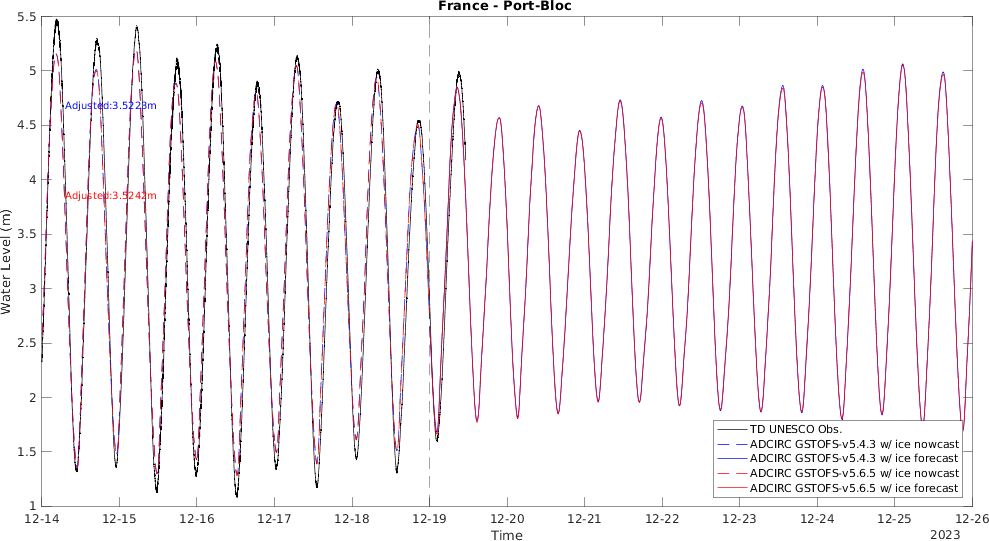 France - Port-Bloc
5.5
5
4.5
4
3.5
3
2.5
2
1.5
1
Water Level (m)
Adjusted:3.5223m
Adjusted:3.5242m
TD UNESCO Obs.
ADCIRC GSTOFS-v5.4.3 w/ ice nowcast
ADCIRC GSTOFS-v5.4.3 w/ ice forecast
ADCIRC GSTOFS-v5.6.5 w/ ice nowcast
ADCIRC GSTOFS-v5.6.5 w/ ice forecast
12-14 12-15 12-16 12-17 12-18 12-19 12-20 12-21 12-22 12-23 12-24 12-25 12-26
Time
2023